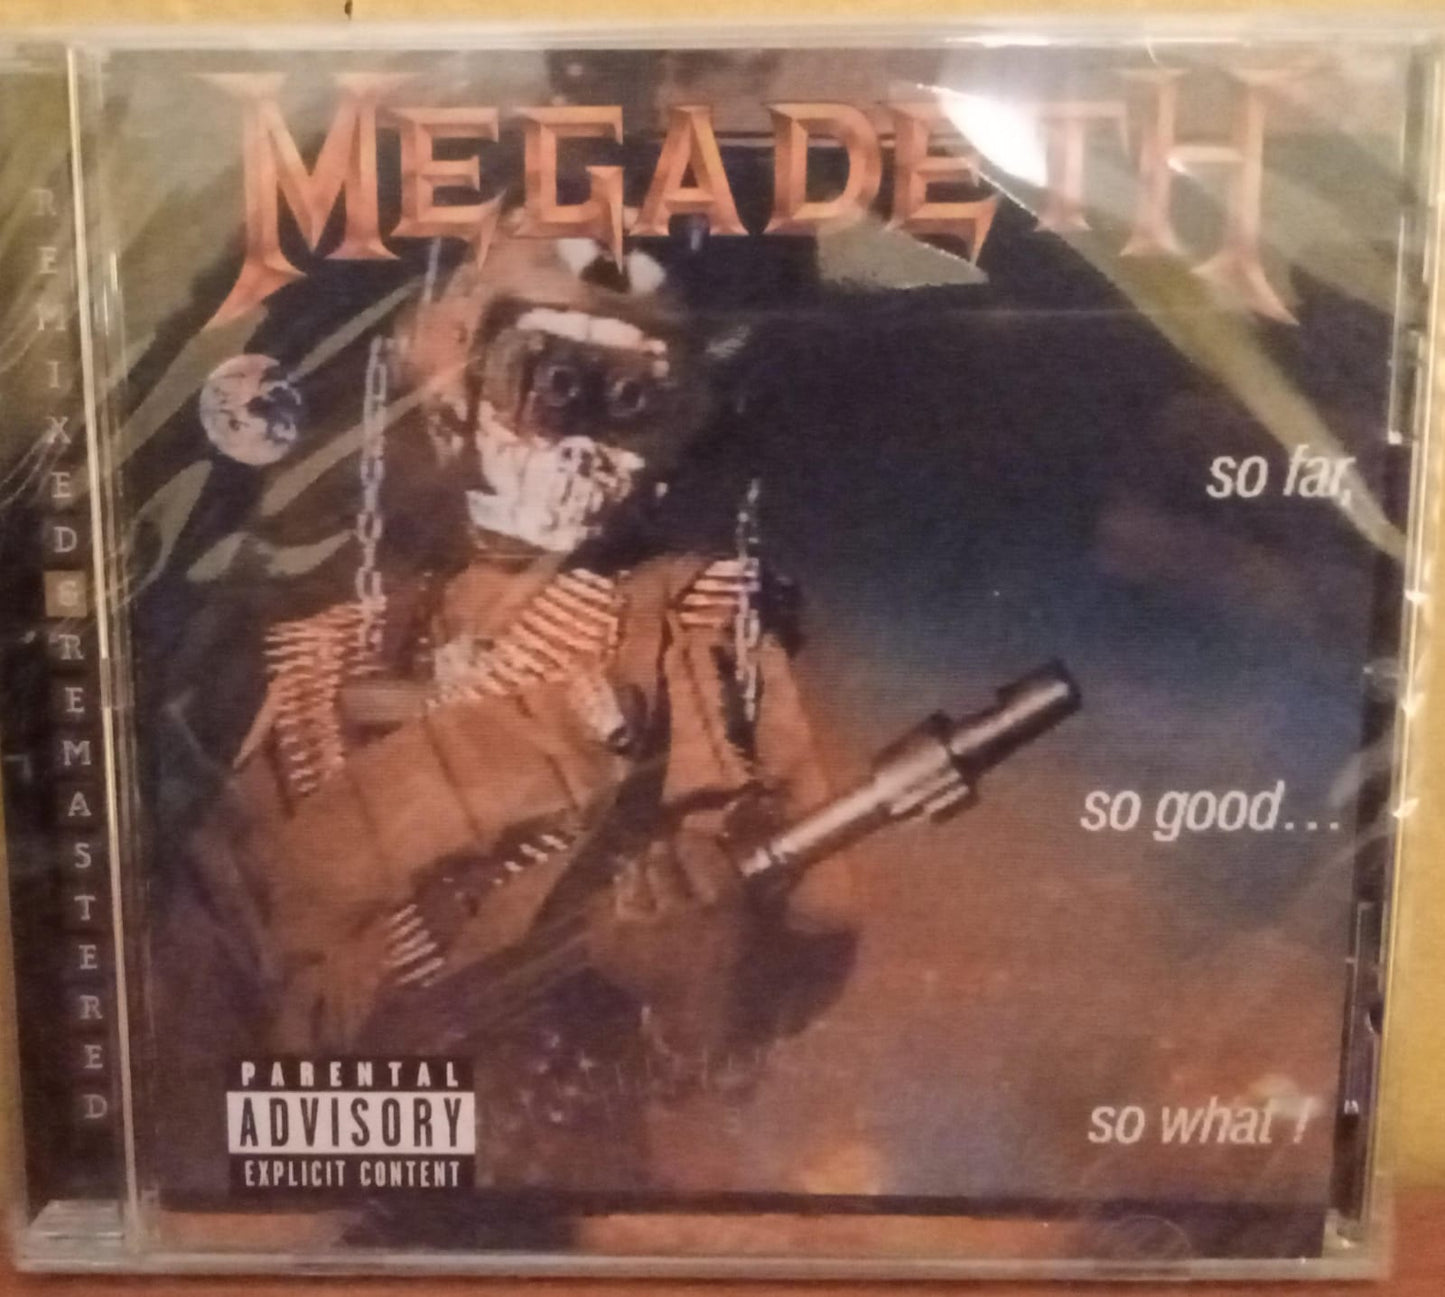 MEGADETH
REMIXED & REMASTERED
so far,
so good...
so what !
PARENTAL
ADVISORY
EXPLICIT CONTENT